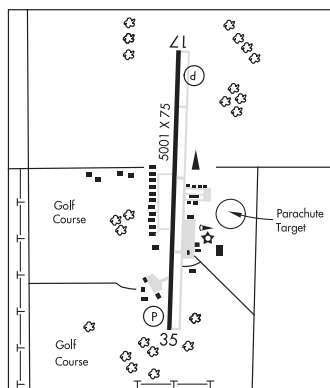 17
P
5001 X 75
Golf
Course
Parachute
Target
P
35
Golf
Course